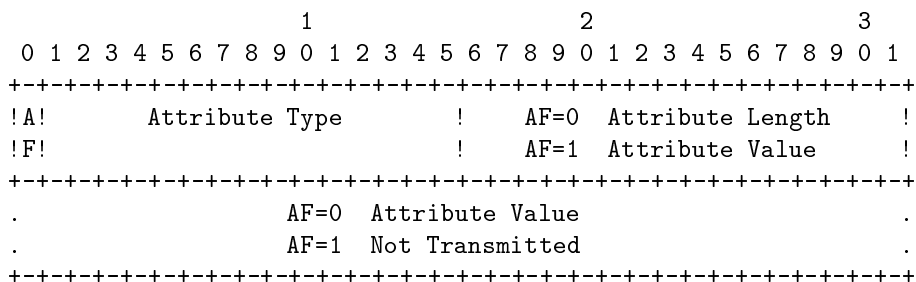 1                   2                   3
 0 1 2 3 4 5 6 7 8 9 0 1 2 3 4 5 6 7 8 9 0 1 2 3 4 5 6 7 8 9 0 1
+-+-+-+-+-+-+-+-+-+-+-+-+-+-+-+-+-+-+-+-+-+-+-+-+-+-+-+-+-+-+-+-+
!A!       Attribute Type        !    AF=0  Attribute Length     !
!F!                             !    AF=1  Attribute Value      !
+-+-+-+-+-+-+-+-+-+-+-+-+-+-+-+-+-+-+-+-+-+-+-+-+-+-+-+-+-+-+-+-+
.                   AF=0  Attribute Value                       .
.                   AF=1  Not Transmitted                       .
+-+-+-+-+-+-+-+-+-+-+-+-+-+-+-+-+-+-+-+-+-+-+-+-+-+-+-+-+-+-+-+-+